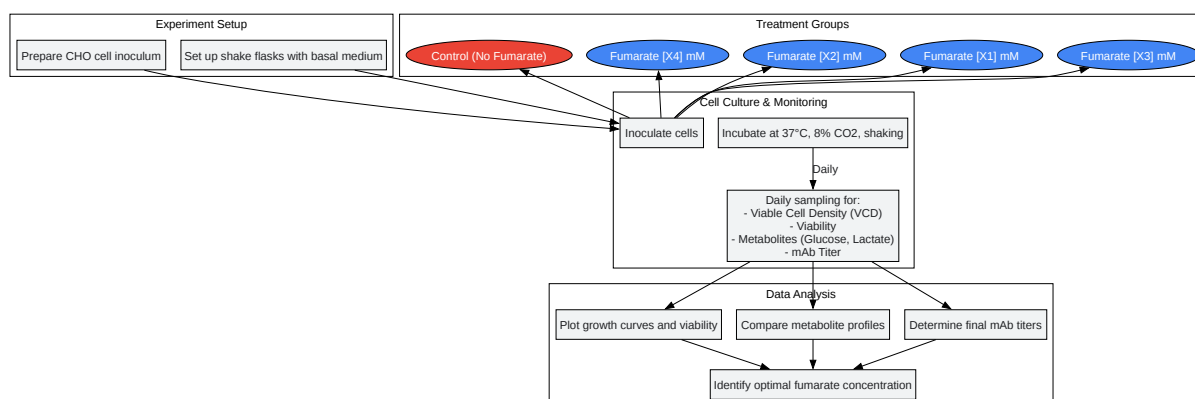 Experiment Setup
Prepare CHO cell inoculum
Set up shake flasks with basal medium
Treatment Groups
Control (No Fumarate)
Fumarate [X4] mM
Fumarate [X2] mM
Fumarate [X1] mM
Fumarate [X3] mM
Cell Culture & Monitoring
Inoculate cells
Incubate at 37°C, 8% CO2, shaking
Daily
Daily sampling for:
- Viable Cell Density (VCD)
- Viability
- Metabolites (Glucose, Lactate)
- mAb Titer
Data Analysis
Plot growth curves and viability
Compare metabolite profiles
Determine final mAb titers
Identify optimal fumarate concentration